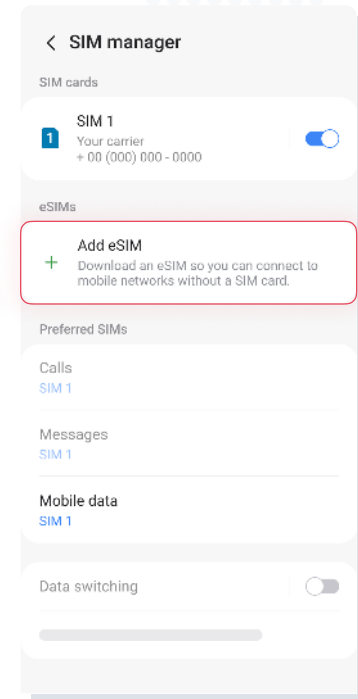 SIM manager
SIM cards
1
SIM 1
Your carrier
+ 00 (000) 000 - 0000
eSIMs
Add eSIM
Download an eSIM so you can connect to
mobile networks without a SIM card.
Preferred SIMs
Calls
SIM 1
Messages
SIM 1
Mobile data
SIM 1
Data switching